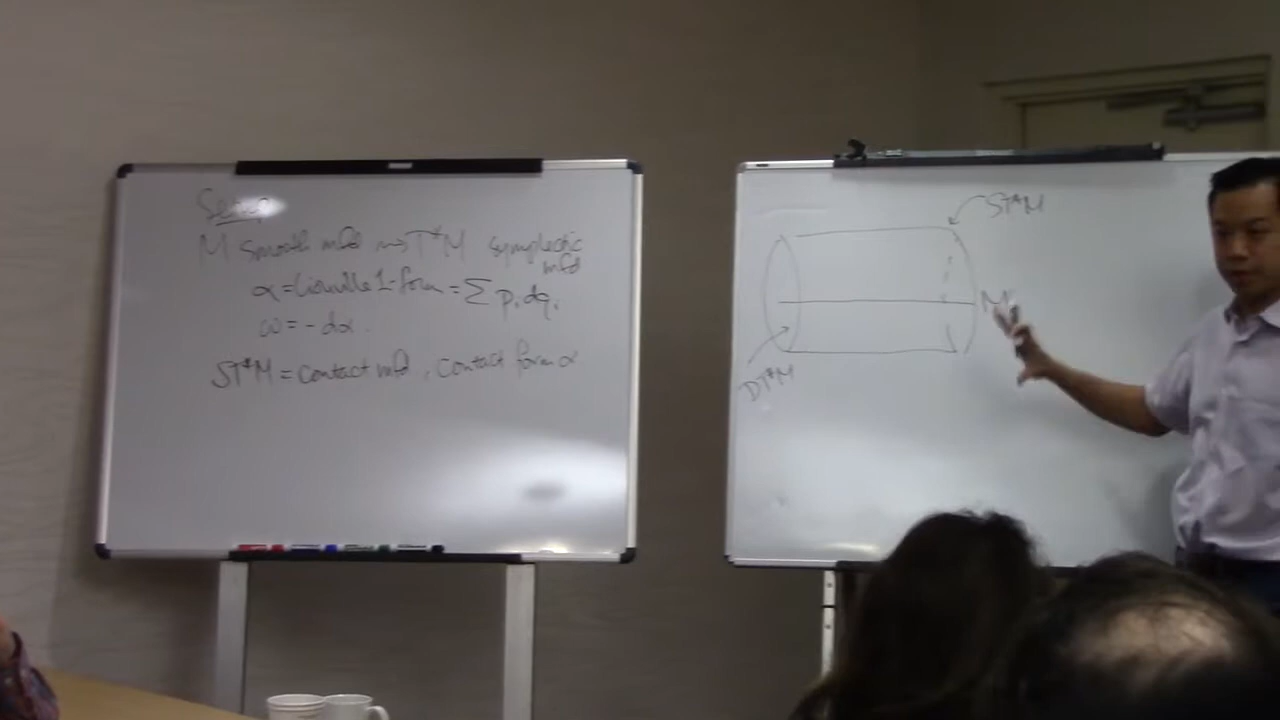 Setup
M smooth mfd ⇝ T*M symplectic
mfd
α = Liouville 1-form = ∑ pᵢ dqᵢ
ω = - dα.
ST*M = contact mfd, contact form α
ST*M
M
DT*M